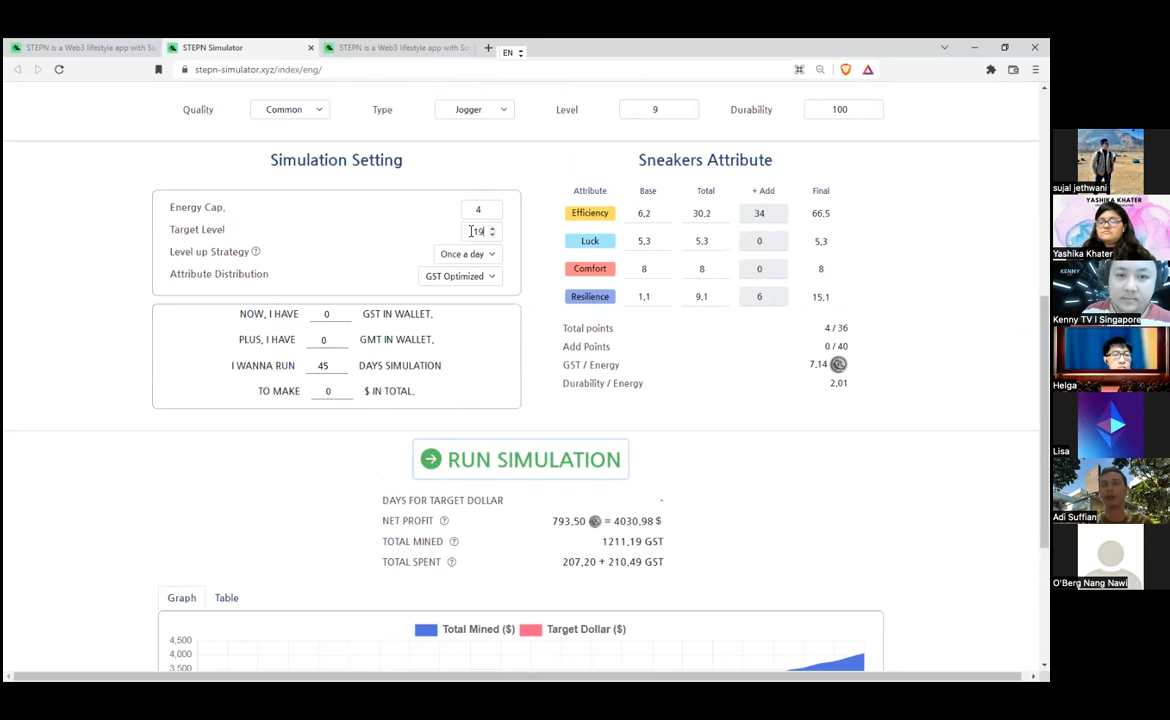 STEPN is a Web3 lifestyle app with So
STEPN Simulator
STEPN is a Web3 lifestyle app with Soc
EN
stepn-simulator.xyz/index/eng/
Quality Common Type Jogger Level 9 Durability 100
Simulation Setting
Energy Cap. 4
Target Level 19
Level up Strategy Once a day
Attribute Distribution GST Optimized
NOW, I HAVE 0 GST IN WALLET,
PLUS, I HAVE 0 GMT IN WALLET,
I WANNA RUN 45 DAYS SIMULATION
TO MAKE 0 $ IN TOTAL,
Sneakers Attribute
Attribute Base Total + Add Final
Efficiency 6,2 30,2 34 66,5
Luck 5,3 5,3 0 5,3
Comfort 8 8 0 8
Resilience 1,1 9,1 6 15,1
Total points 4 / 36
Add Points 0 / 40
GST / Energy 7,14
Durability / Energy 2,01
RUN SIMULATION
DAYS FOR TARGET DOLLAR -
NET PROFIT ? 793,50 = 4030,98 $
TOTAL MINED ? 1211,19 GST
TOTAL SPENT ? 207,20 + 210,49 GST
Graph Table
Total Mined ($) Target Dollar ($)
4,500
4,000
3,500
sujal jethwani
YASHIKA KHATER
Yashika Khater
KENNY
Kenny TV I Singapore
Helga
Lisa
Adi Suffian
O'Berg Nang Nawi